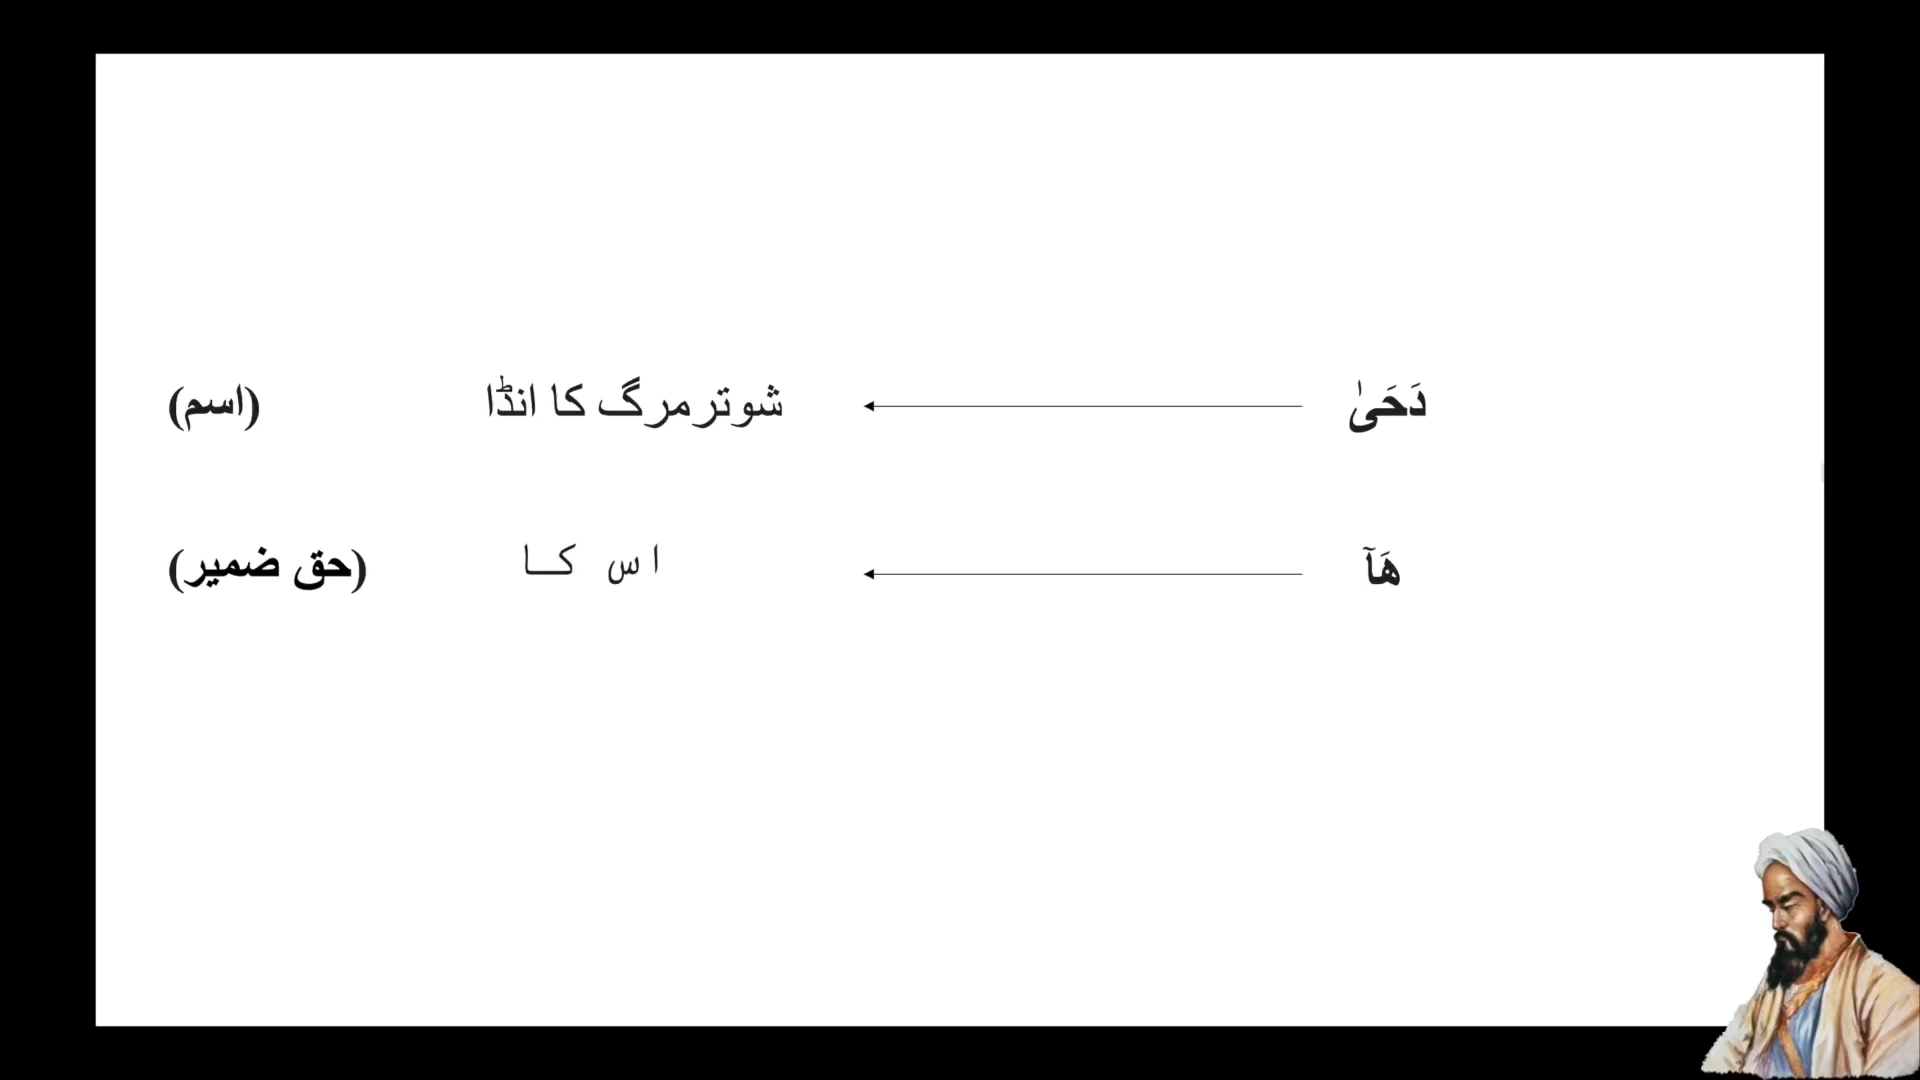 دَحَىٰ شوترمرگ کا انڈا (اسم)
هَآ اس کا (حق ضمیر)